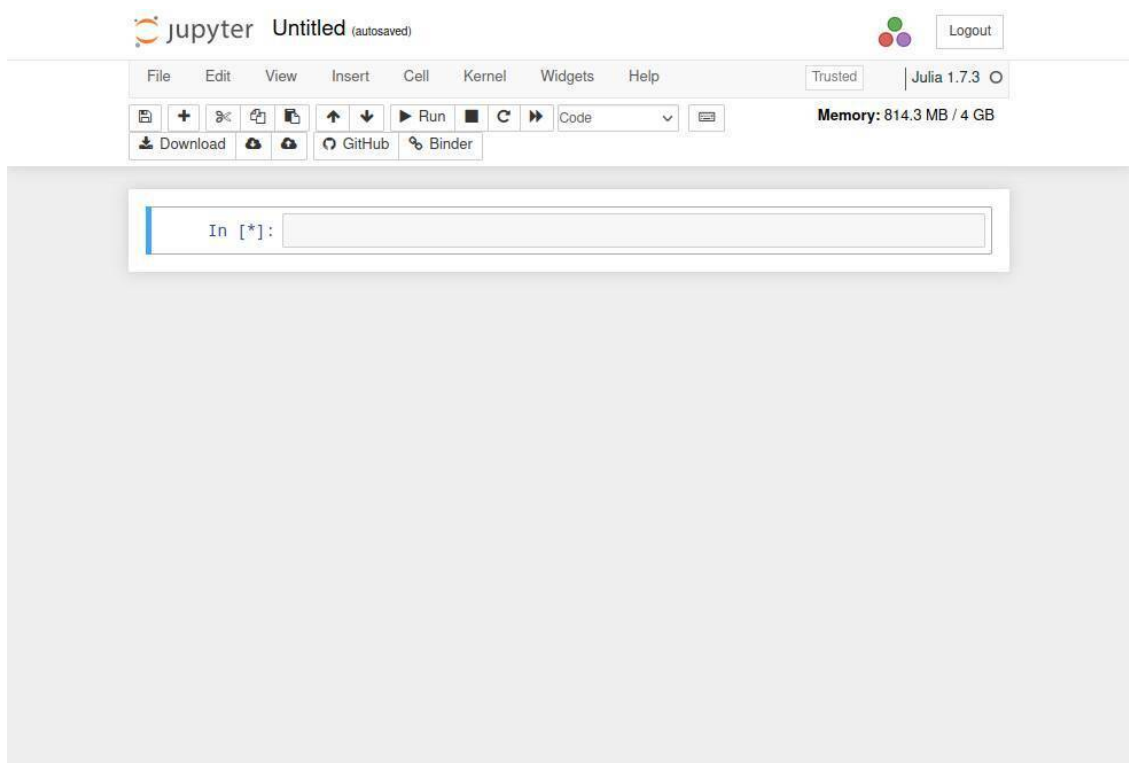 jupyter Untitled (autosaved) Logout
File Edit View Insert Cell Kernel Widgets Help Trusted Julia 1.7.3
Run Code Memory: 814.3 MB / 4 GB
Download GitHub Binder
In [*]: